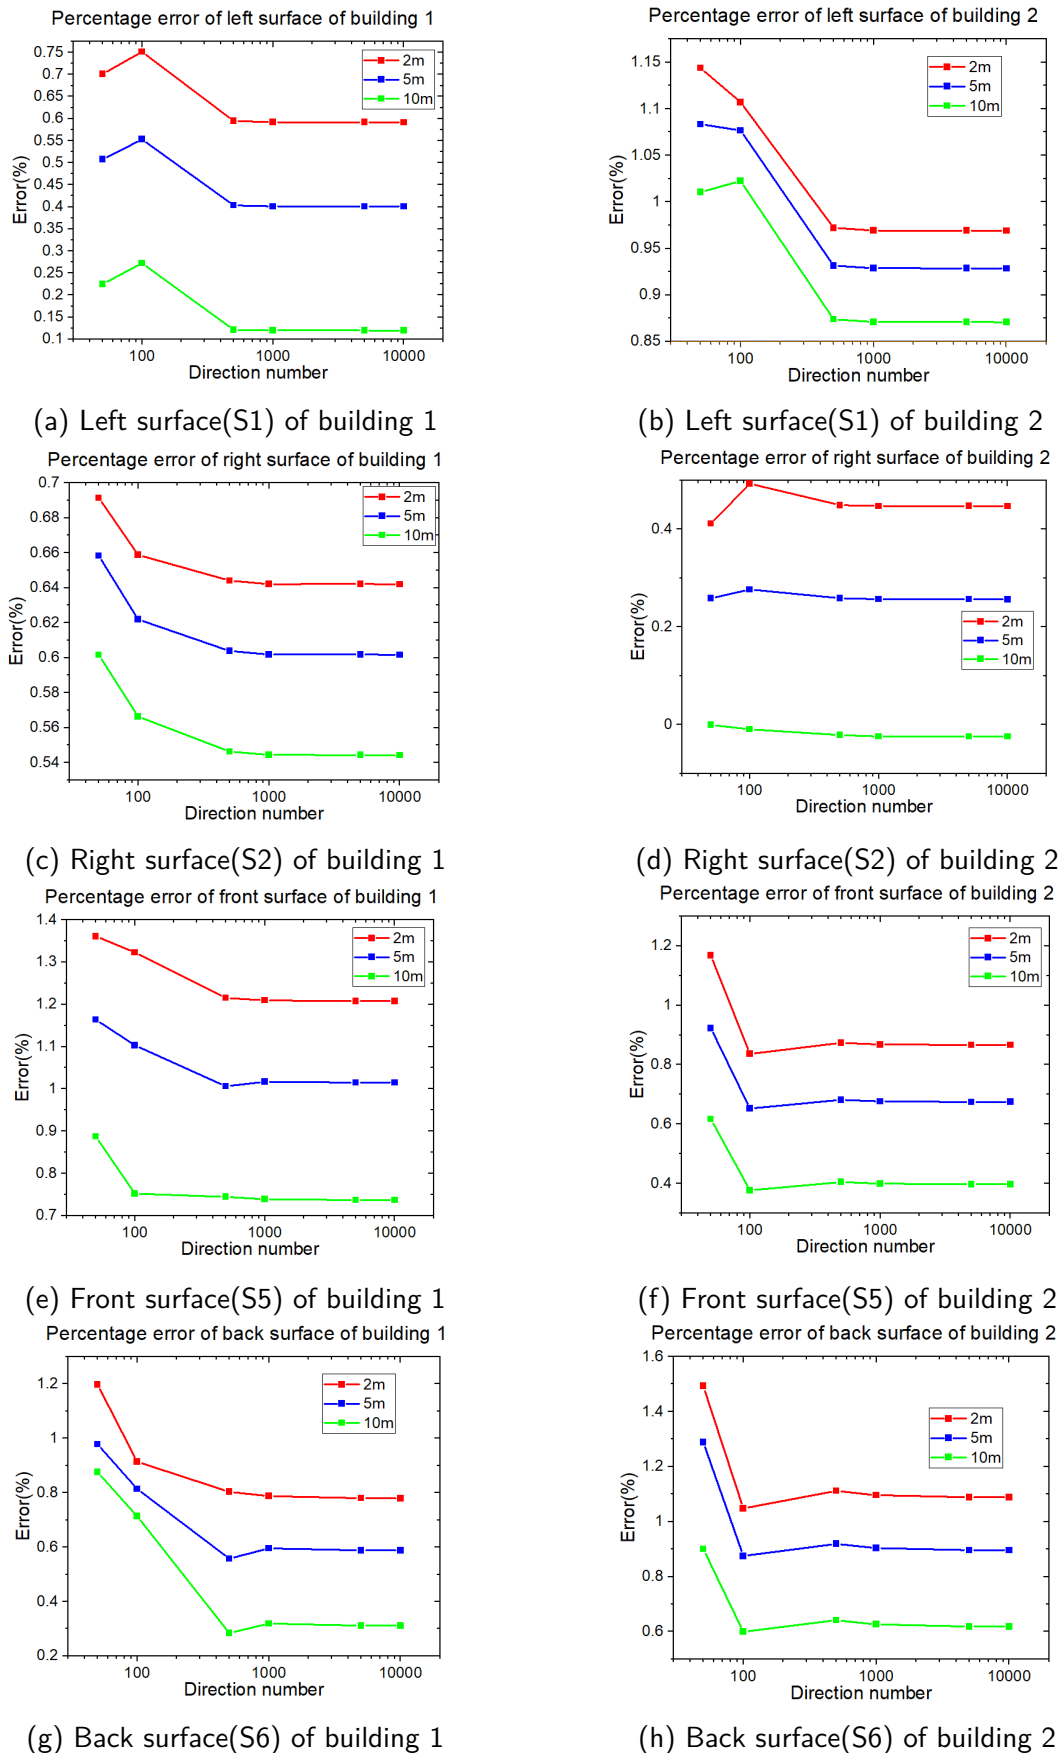 Percentage error of left surface of building 1
Error(%)
0.75
0.7
0.65
0.6
0.55
0.5
0.45
0.4
0.35
0.3
0.25
0.2
0.15
0.1
2m
5m
10m
100 1000 10000
Direction number
(a) Left surface(S1) of building 1
Percentage error of left surface of building 2
Error(%)
1.15
1.1
1.05
1
0.95
0.9
0.85
2m
5m
10m
100 1000 10000
Direction number
(b) Left surface(S1) of building 2
Percentage error of right surface of building 1
Error(%)
0.7
0.68
0.66
0.64
0.62
0.6
0.58
0.56
0.54
2m
5m
10m
100 1000 10000
Direction number
(c) Right surface(S2) of building 1
Percentage error of right surface of building 2
Error(%)
0.4
0.2
0
2m
5m
10m
100 1000 10000
Direction number
(d) Right surface(S2) of building 2
Percentage error of front surface of building 1
Error(%)
1.4
1.3
1.2
1.1
1
0.9
0.8
0.7
2m
5m
10m
100 1000 10000
Direction number
(e) Front surface(S5) of building 1
Percentage error of front surface of building 2
Error(%)
1.2
1
0.8
0.6
0.4
2m
5m
10m
100 1000 10000
Direction number
(f) Front surface(S5) of building 2
Percentage error of back surface of building 1
Error(%)
1.2
1
0.8
0.6
0.4
0.2
2m
5m
10m
100 1000 10000
Direction number
(g) Back surface(S6) of building 1
Percentage error of back surface of building 2
Error(%)
1.6
1.4
1.2
1
0.8
0.6
2m
5m
10m
100 1000 10000
Direction number
(h) Back surface(S6) of building 2